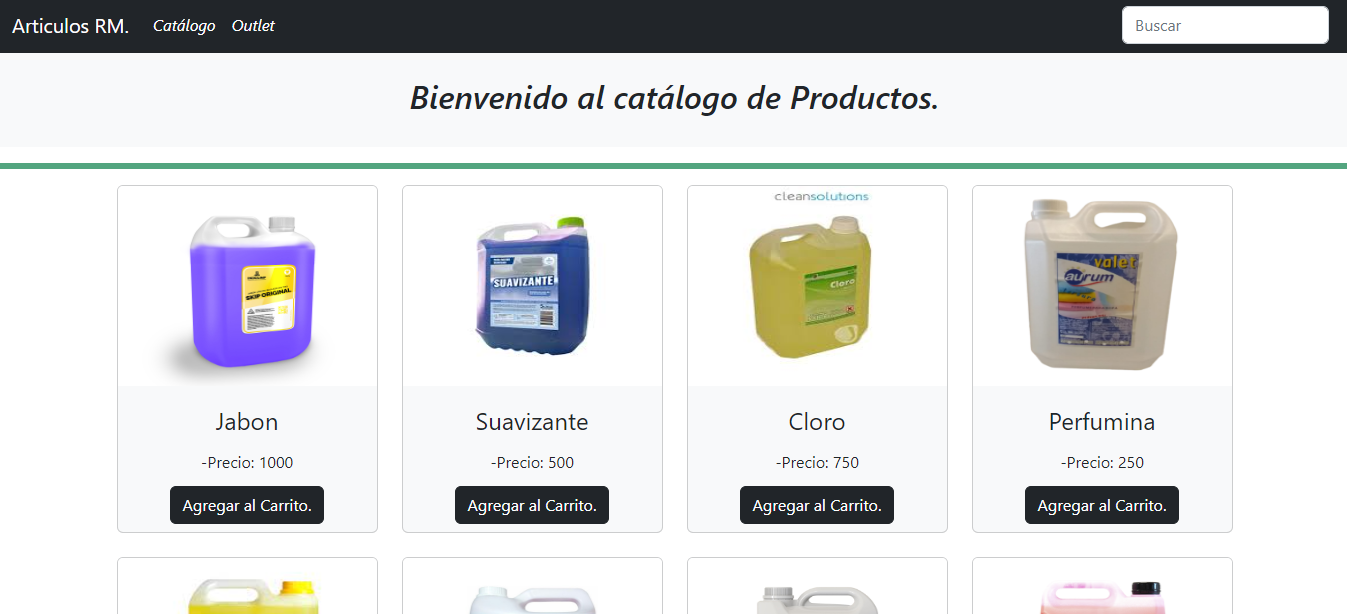 Articulos RM. Catálogo Outlet Buscar
Bienvenido al catálogo de Productos.
cleansolutions
SKIP ORIGINAL
SUAVIZANTE
Cloro
valet
aurum
Jabon Suavizante Cloro Perfumina
-Precio: 1000 -Precio: 500 -Precio: 750 -Precio: 250
Agregar al Carrito. Agregar al Carrito. Agregar al Carrito. Agregar al Carrito.